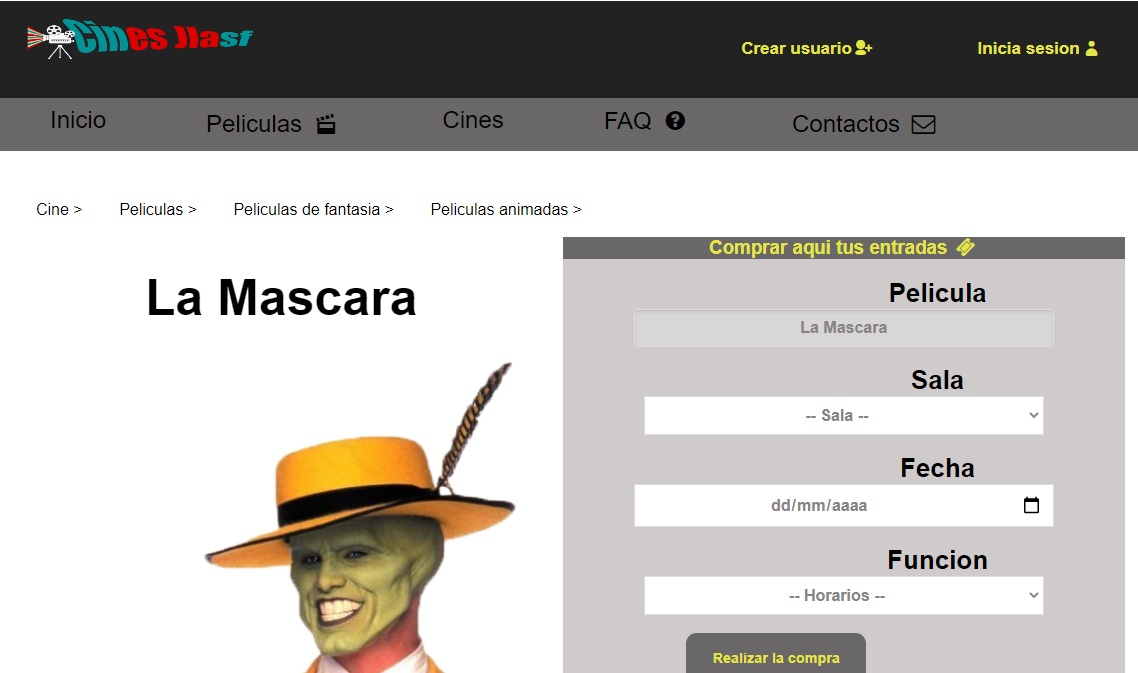 Cines Jlasf
Crear usuario
Inicia sesion
Inicio
Peliculas
Cines
FAQ
Contactos
Cine >
Peliculas >
Peliculas de fantasia >
Peliculas animadas >
La Mascara
Comprar aqui tus entradas
Pelicula
La Mascara
Sala
-- Sala --
Fecha
dd/mm/aaaa
Funcion
-- Horarios --
Realizar la compra